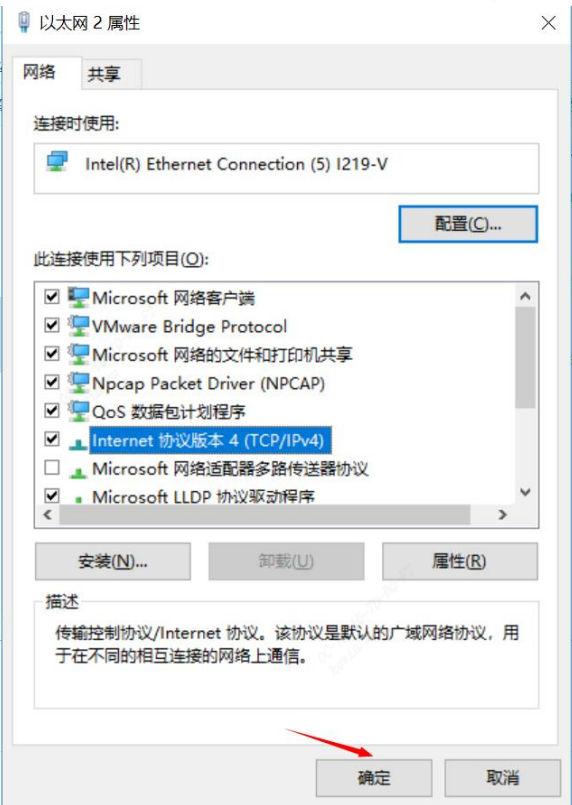 以太网 2 属性
网络 共享
连接时使用:
Intel(R) Ethernet Connection (5) I219-V
配置(C)...
此连接使用下列项目(O):
Microsoft 网络客户端
VMware Bridge Protocol
Microsoft 网络的文件和打印机共享
Npcap Packet Driver (NPCAP)
QoS 数据包计划程序
Internet 协议版本 4 (TCP/IPv4)
Microsoft 网络适配器多路传送器协议
Microsoft LLDP 协议驱动程序
安装(N)... 卸载(U) 属性(R)
描述
传输控制协议/Internet 协议。该协议是默认的广域网络协议，用
于在不同的相互连接的网络上通信。
确定 取消